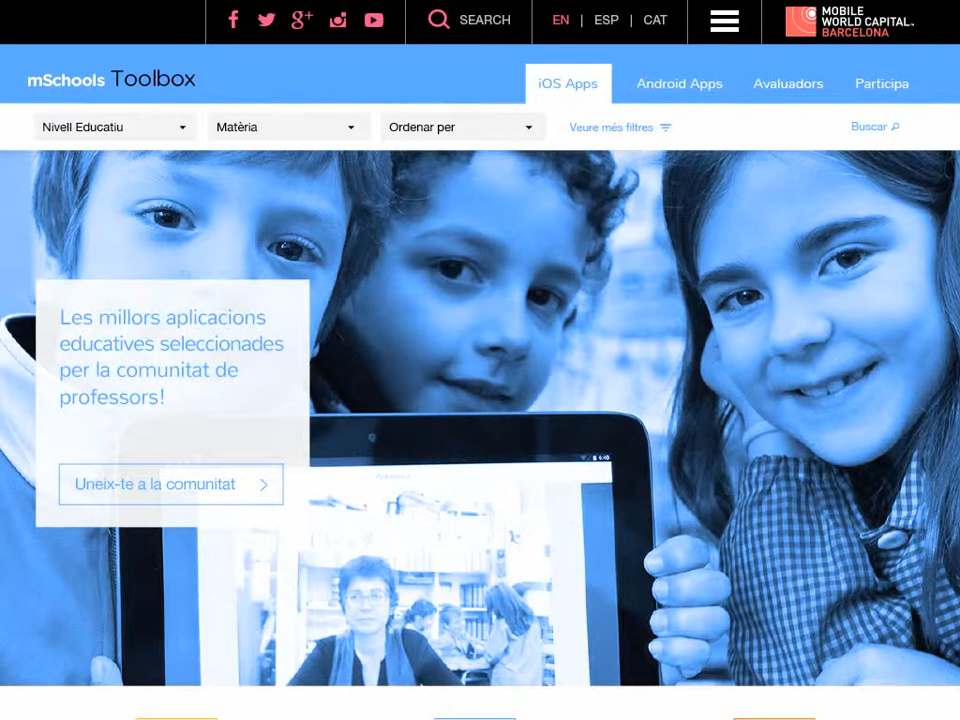 g+
SEARCH
EN | ESP | CAT
MOBILE
WORLD CAPITAL™
BARCELONA
mSchools Toolbox
iOS Apps
Android Apps
Avaluadors
Participa
Nivell Educatiu
Matèria
Ordenar per
Veure més filtres
Buscar
Les millors aplicacions
educatives seleccionades
per la comunitat de
professors!
Uneix-te a la comunitat